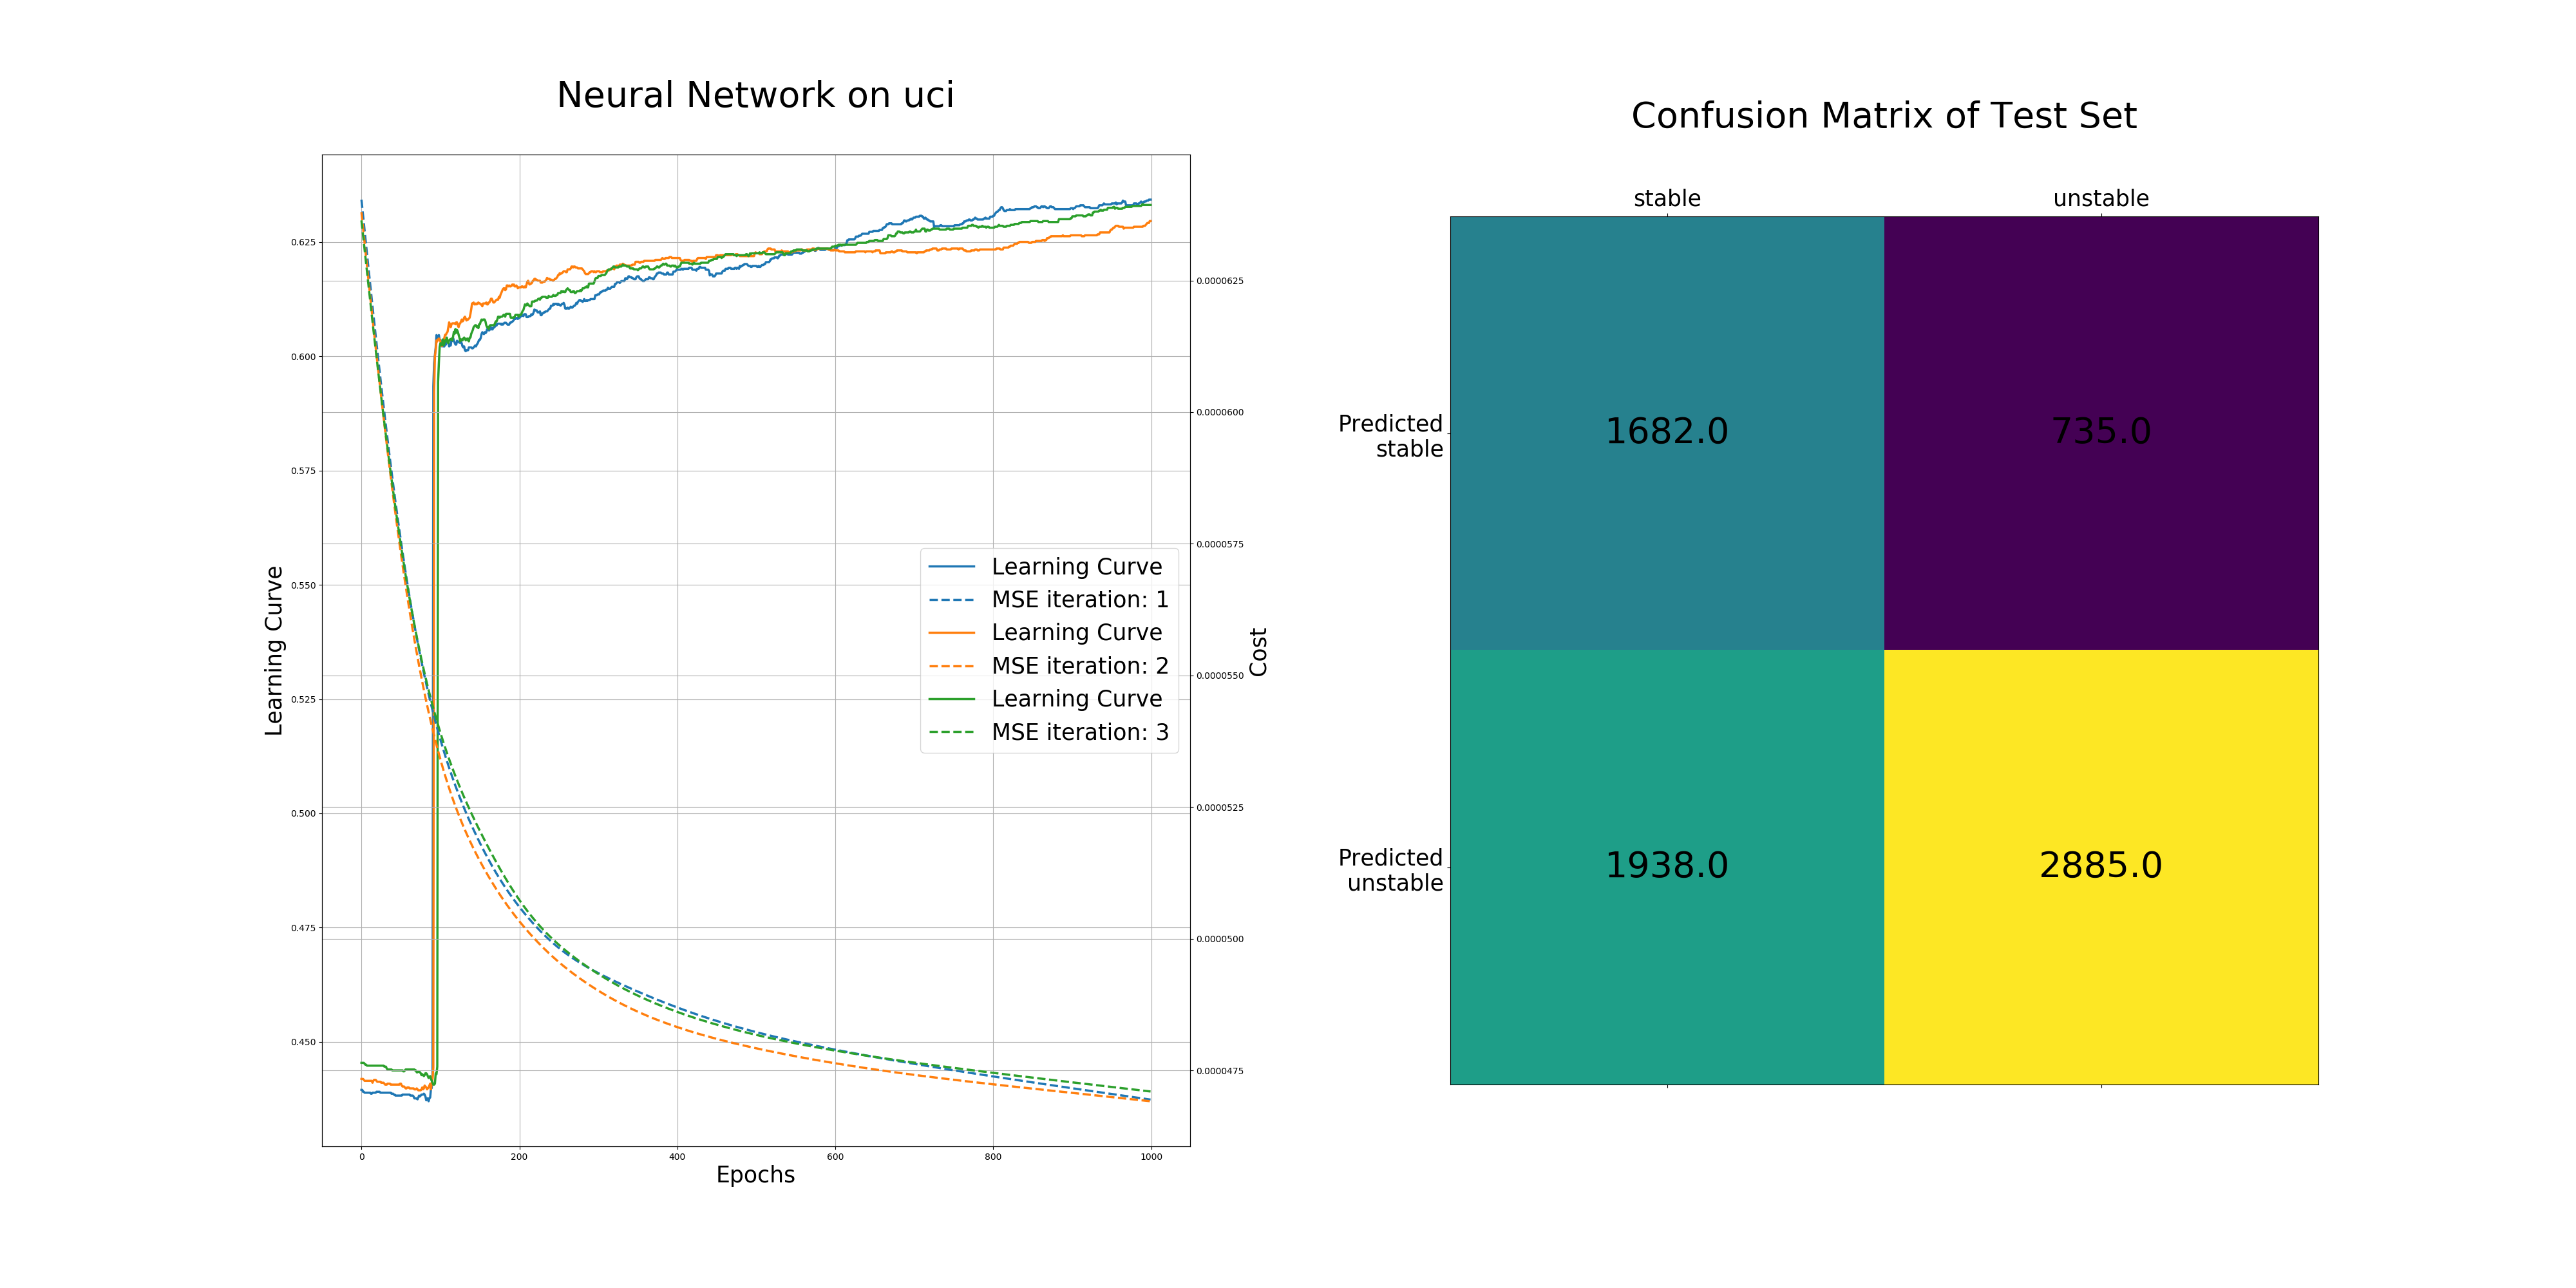 Neural Network on uci
Learning Curve
0.625
0.600
0.575
0.550
0.525
0.500
0.475
0.450
0 200 400 600 800 1000
Epochs
0.0000625
0.0000600
0.0000575
0.0000550
0.0000525
0.0000500
0.0000475
Cost
Learning Curve
MSE iteration: 1
Learning Curve
MSE iteration: 2
Learning Curve
MSE iteration: 3
Confusion Matrix of Test Set
stable unstable
Predicted
stable
1682.0 735.0
Predicted
unstable
1938.0 2885.0